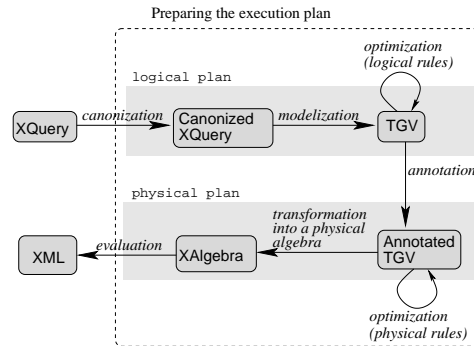 Preparing the execution plan
optimization
(logical rules)
logical plan
XQuery
canonization
Canonized
XQuery
modelization
TGV
annotation
physical plan
transformation
into a physical
algebra
XML
evaluation
XAlgebra
Annotated
TGV
optimization
(physical rules)